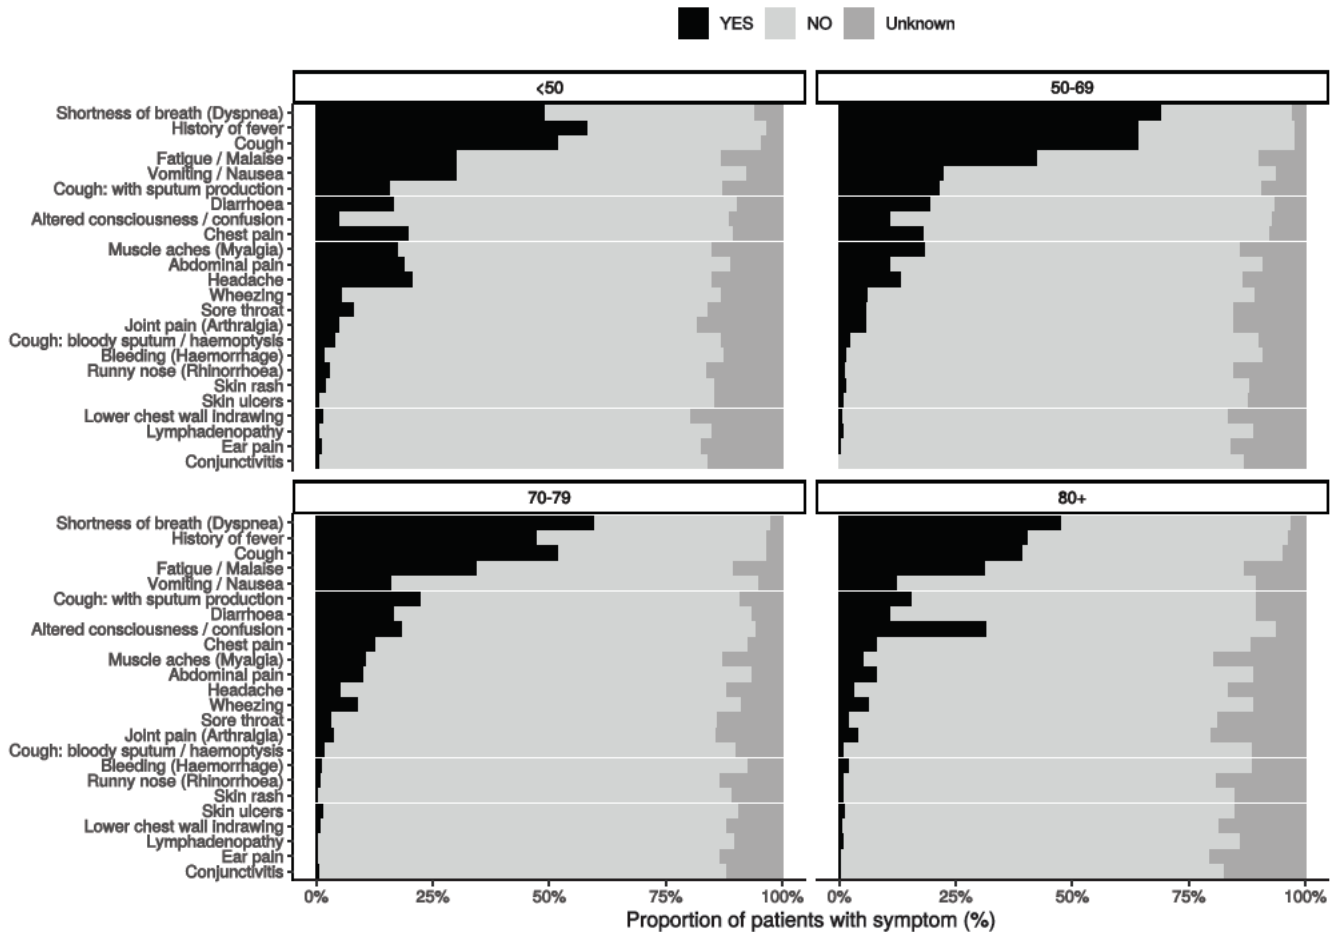 YES NO Unknown
<50 50-69
Shortness of breath (Dyspnea)
History of fever
Cough
Fatigue / Malaise
Vomiting / Nausea
Cough: with sputum production
Diarrhoea
Altered consciousness / confusion
Chest pain
Muscle aches (Myalgia)
Abdominal pain
Headache
Wheezing
Sore throat
Joint pain (Arthralgia)
Cough: bloody sputum / haemoptysis
Bleeding (Haemorrhage)
Runny nose (Rhinorrhoea)
Skin rash
Skin ulcers
Lower chest wall indrawing
Lymphadenopathy
Ear pain
Conjunctivitis
70-79 80+
Shortness of breath (Dyspnea)
History of fever
Cough
Fatigue / Malaise
Vomiting / Nausea
Cough: with sputum production
Diarrhoea
Altered consciousness / confusion
Chest pain
Muscle aches (Myalgia)
Abdominal pain
Headache
Wheezing
Sore throat
Joint pain (Arthralgia)
Cough: bloody sputum / haemoptysis
Bleeding (Haemorrhage)
Runny nose (Rhinorrhoea)
Skin rash
Skin ulcers
Lower chest wall indrawing
Lymphadenopathy
Ear pain
Conjunctivitis
0% 25% 50% 75% 100% 0% 25% 50% 75% 100%
Proportion of patients with symptom (%)